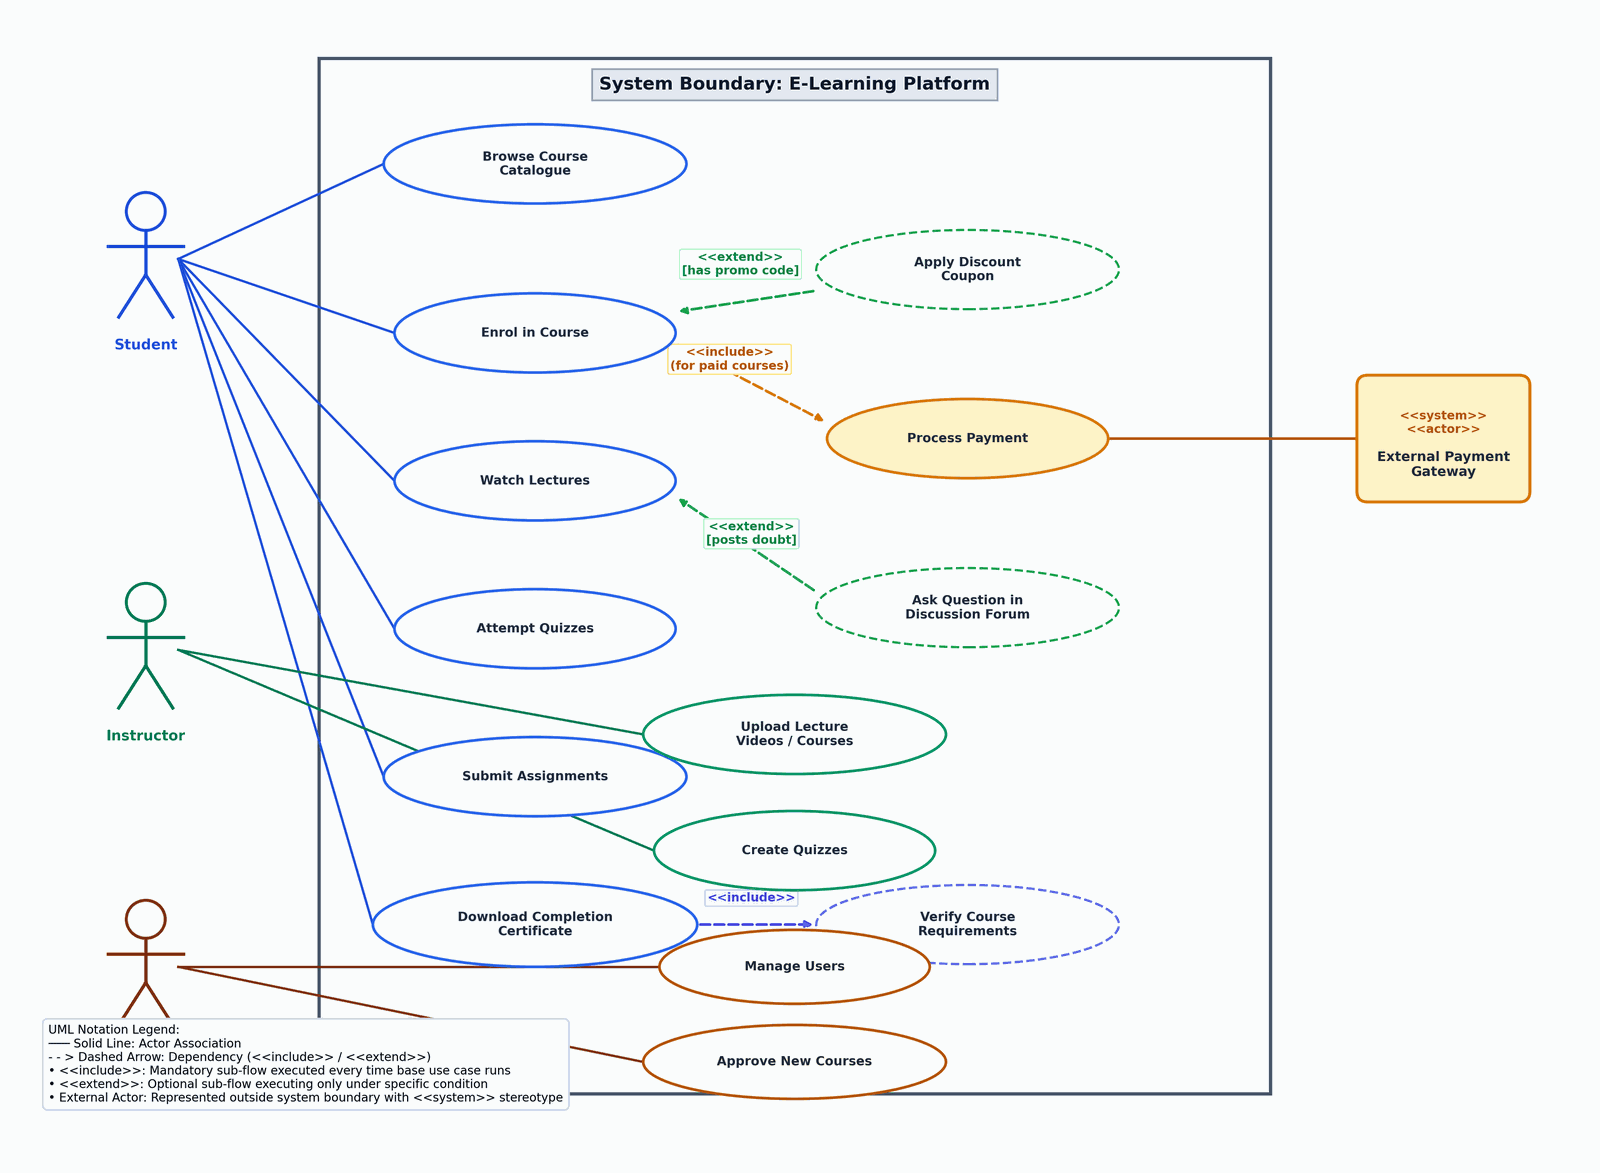 System Boundary: E-Learning Platform
Browse Course
Catalogue
<<extend>>
[has promo code]
Apply Discount
Coupon
Student
Enrol in Course
<<include>>
(for paid courses)
Process Payment
<<system>>
<<actor>>
External Payment
Gateway
Watch Lectures
<<extend>>
[posts doubt]
Ask Question in
Discussion Forum
Attempt Quizzes
Instructor
Upload Lecture
Videos / Courses
Submit Assignments
Create Quizzes
<<include>>
Download Completion
Certificate
Verify Course
Requirements
Manage Users
Approve New Courses
UML Notation Legend:
─── Solid Line: Actor Association
- - > Dashed Arrow: Dependency (<<include>> / <<extend>>)
• <<include>>: Mandatory sub-flow executed every time base use case runs
• <<extend>>: Optional sub-flow executing only under specific condition
• External Actor: Represented outside system boundary with <<system>> stereotype